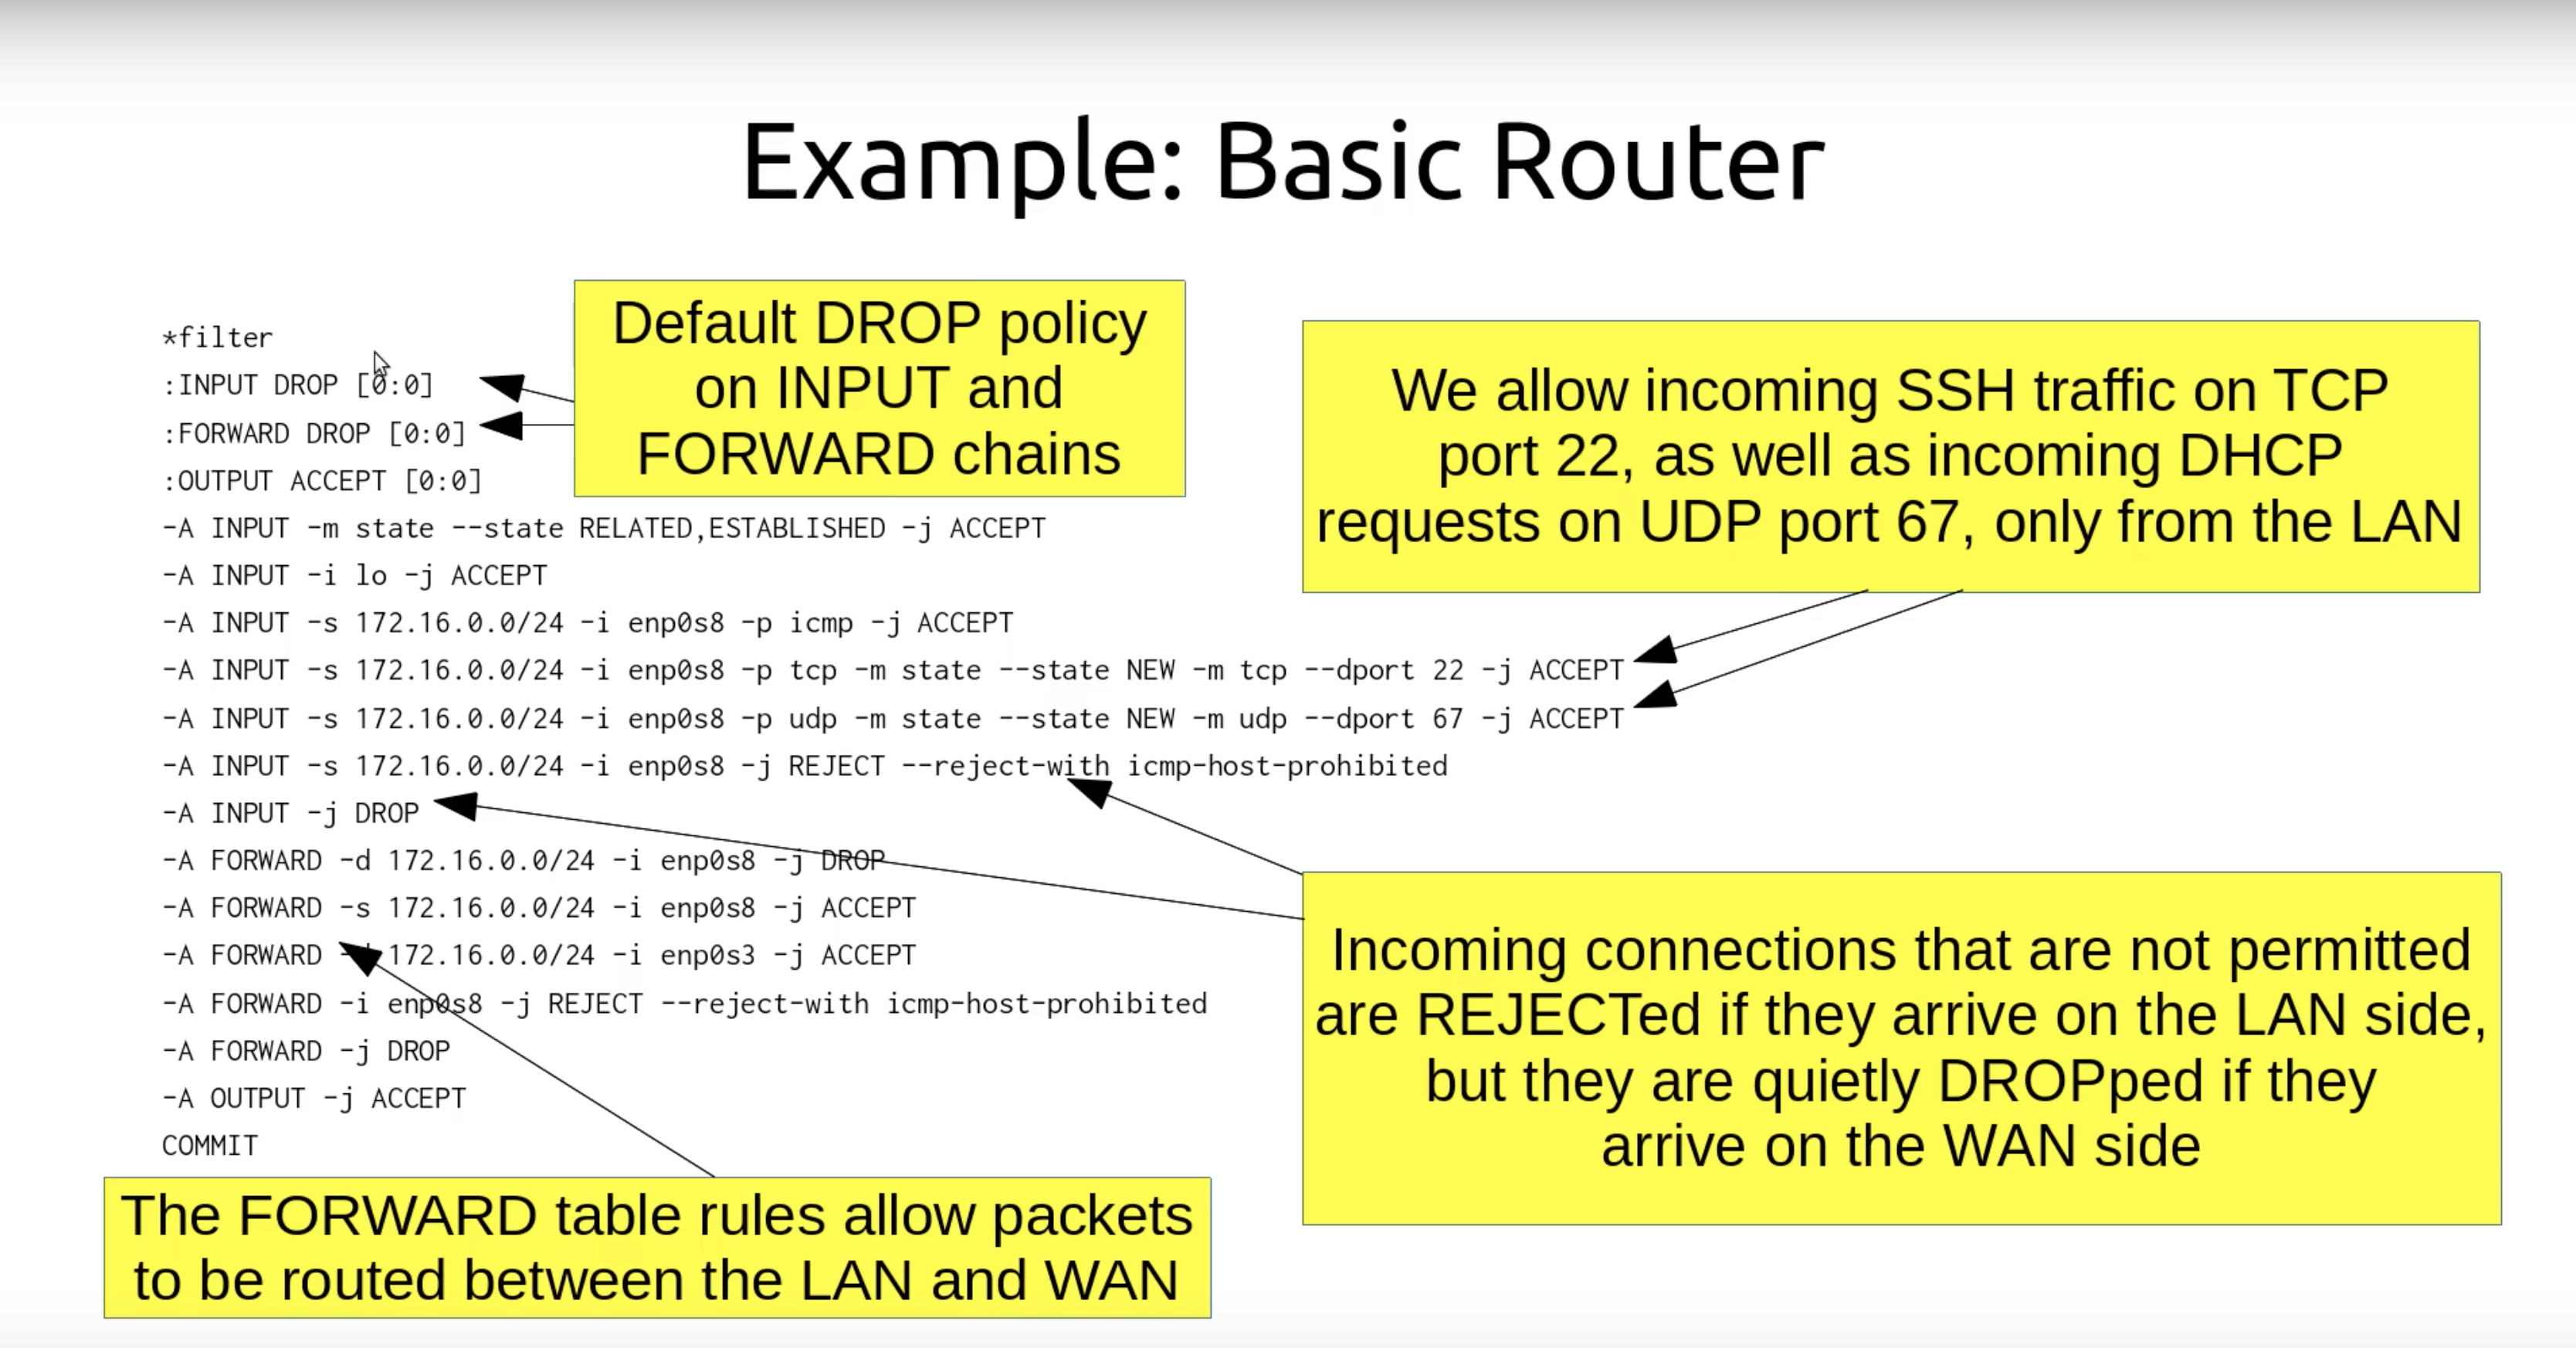 Example: Basic Router
*filter
:INPUT DROP [0:0]
:FORWARD DROP [0:0]
:OUTPUT ACCEPT [0:0]
-A INPUT -m state --state RELATED,ESTABLISHED -j ACCEPT
-A INPUT -i lo -j ACCEPT
-A INPUT -s 172.16.0.0/24 -i enp0s8 -p icmp -j ACCEPT
-A INPUT -s 172.16.0.0/24 -i enp0s8 -p tcp -m state --state NEW -m tcp --dport 22 -j ACCEPT
-A INPUT -s 172.16.0.0/24 -i enp0s8 -p udp -m state --state NEW -m udp --dport 67 -j ACCEPT
-A INPUT -s 172.16.0.0/24 -i enp0s8 -j REJECT --reject-with icmp-host-prohibited
-A INPUT -j DROP
-A FORWARD -d 172.16.0.0/24 -i enp0s8 -j DROP
-A FORWARD -s 172.16.0.0/24 -i enp0s8 -j ACCEPT
-A FORWARD -d 172.16.0.0/24 -i enp0s3 -j ACCEPT
-A FORWARD -i enp0s8 -j REJECT --reject-with icmp-host-prohibited
-A FORWARD -j DROP
-A OUTPUT -j ACCEPT
COMMIT
Default DROP policy
on INPUT and
FORWARD chains
We allow incoming SSH traffic on TCP
port 22, as well as incoming DHCP
requests on UDP port 67, only from the LAN
Incoming connections that are not permitted
are REJECTed if they arrive on the LAN side,
but they are quietly DROPped if they
arrive on the WAN side
The FORWARD table rules allow packets
to be routed between the LAN and WAN